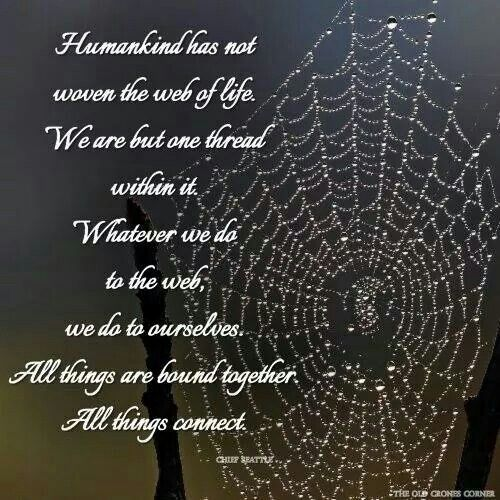 Humankind has not
woven the web of life.
We are but one thread
within it.
Whatever we do
to the web,
we do to ourselves.
All things are bound together.
All things connect.
CHIEF SEATTLE
THE OLD CRONES CORNER